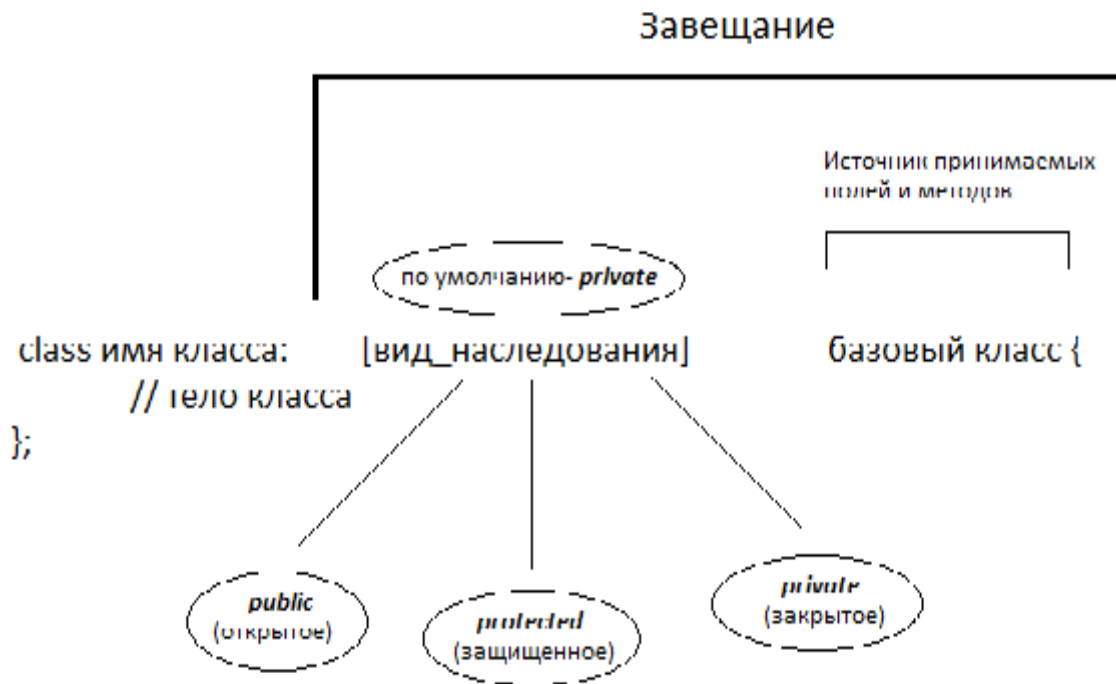 Завещание
Источник принимаемых
полей и методов
по умолчанию- private
class имя класса: [вид_наследования] базовый класс {
// тело класса
};
public
(открытое)
protected
(защищенное)
private
(закрытое)